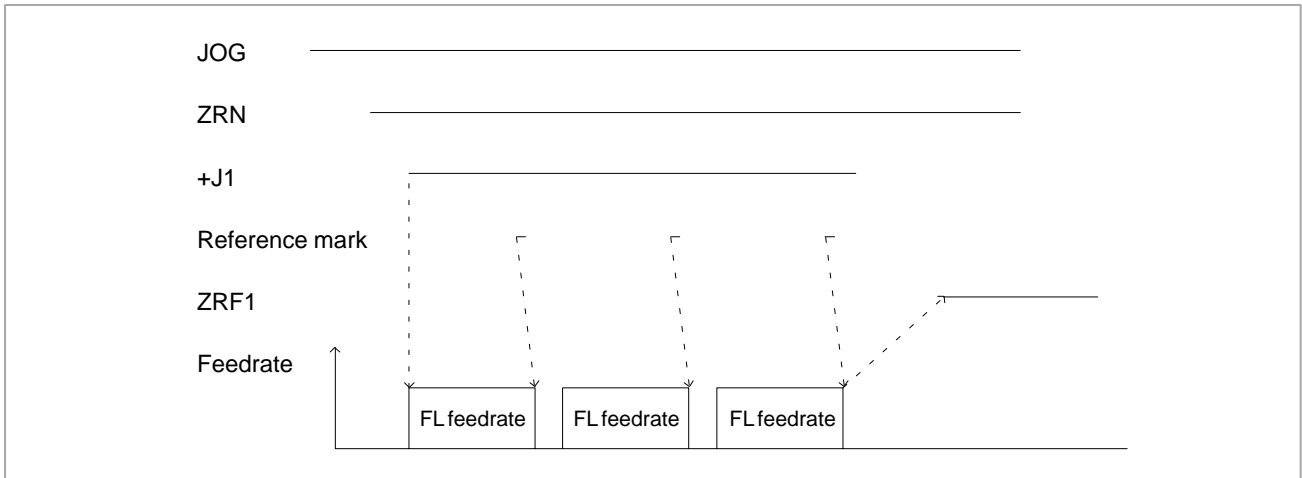 JOG
ZRN
+J1
Reference mark
ZRF1
Feedrate
FL feedrate FL feedrate FL feedrate